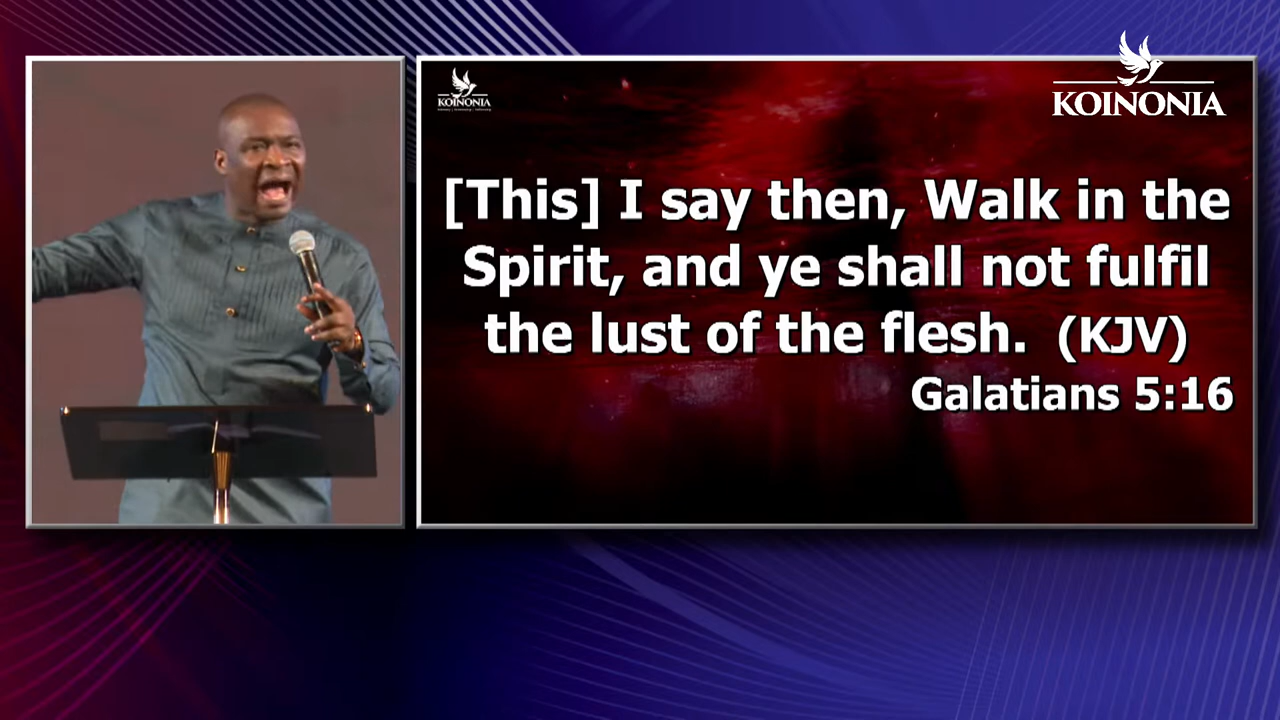 KOINONIA
KOINONIA
[This] I say then, Walk in the
Spirit, and ye shall not fulfil
the lust of the flesh. (KJV)
Galatians 5:16